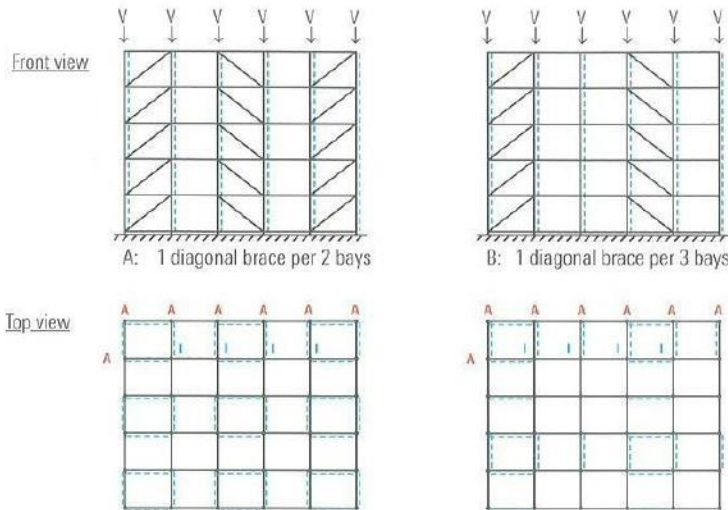 V V V V V V V V V V V V
Front view
A: 1 diagonal brace per 2 bays
B: 1 diagonal brace per 3 bays
Top view
A A A A A A A A A A A A
A A
I I I I I I I I